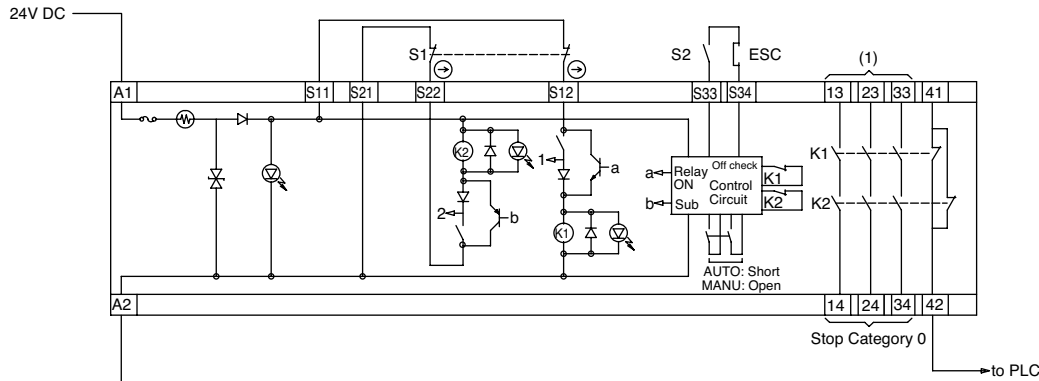 24V DC
S1
S2
ESC
(1)
A1
S11
S21
S22
S12
S33
S34
13
23
33
41
K2
1
a
2
b
K1
a
Relay
ON
b
Sub
Off check
Control
Circuit
K1
K2
K1
K2
AUTO: Short
MANU: Open
A2
14
24
34
42
Stop Category 0
to PLC